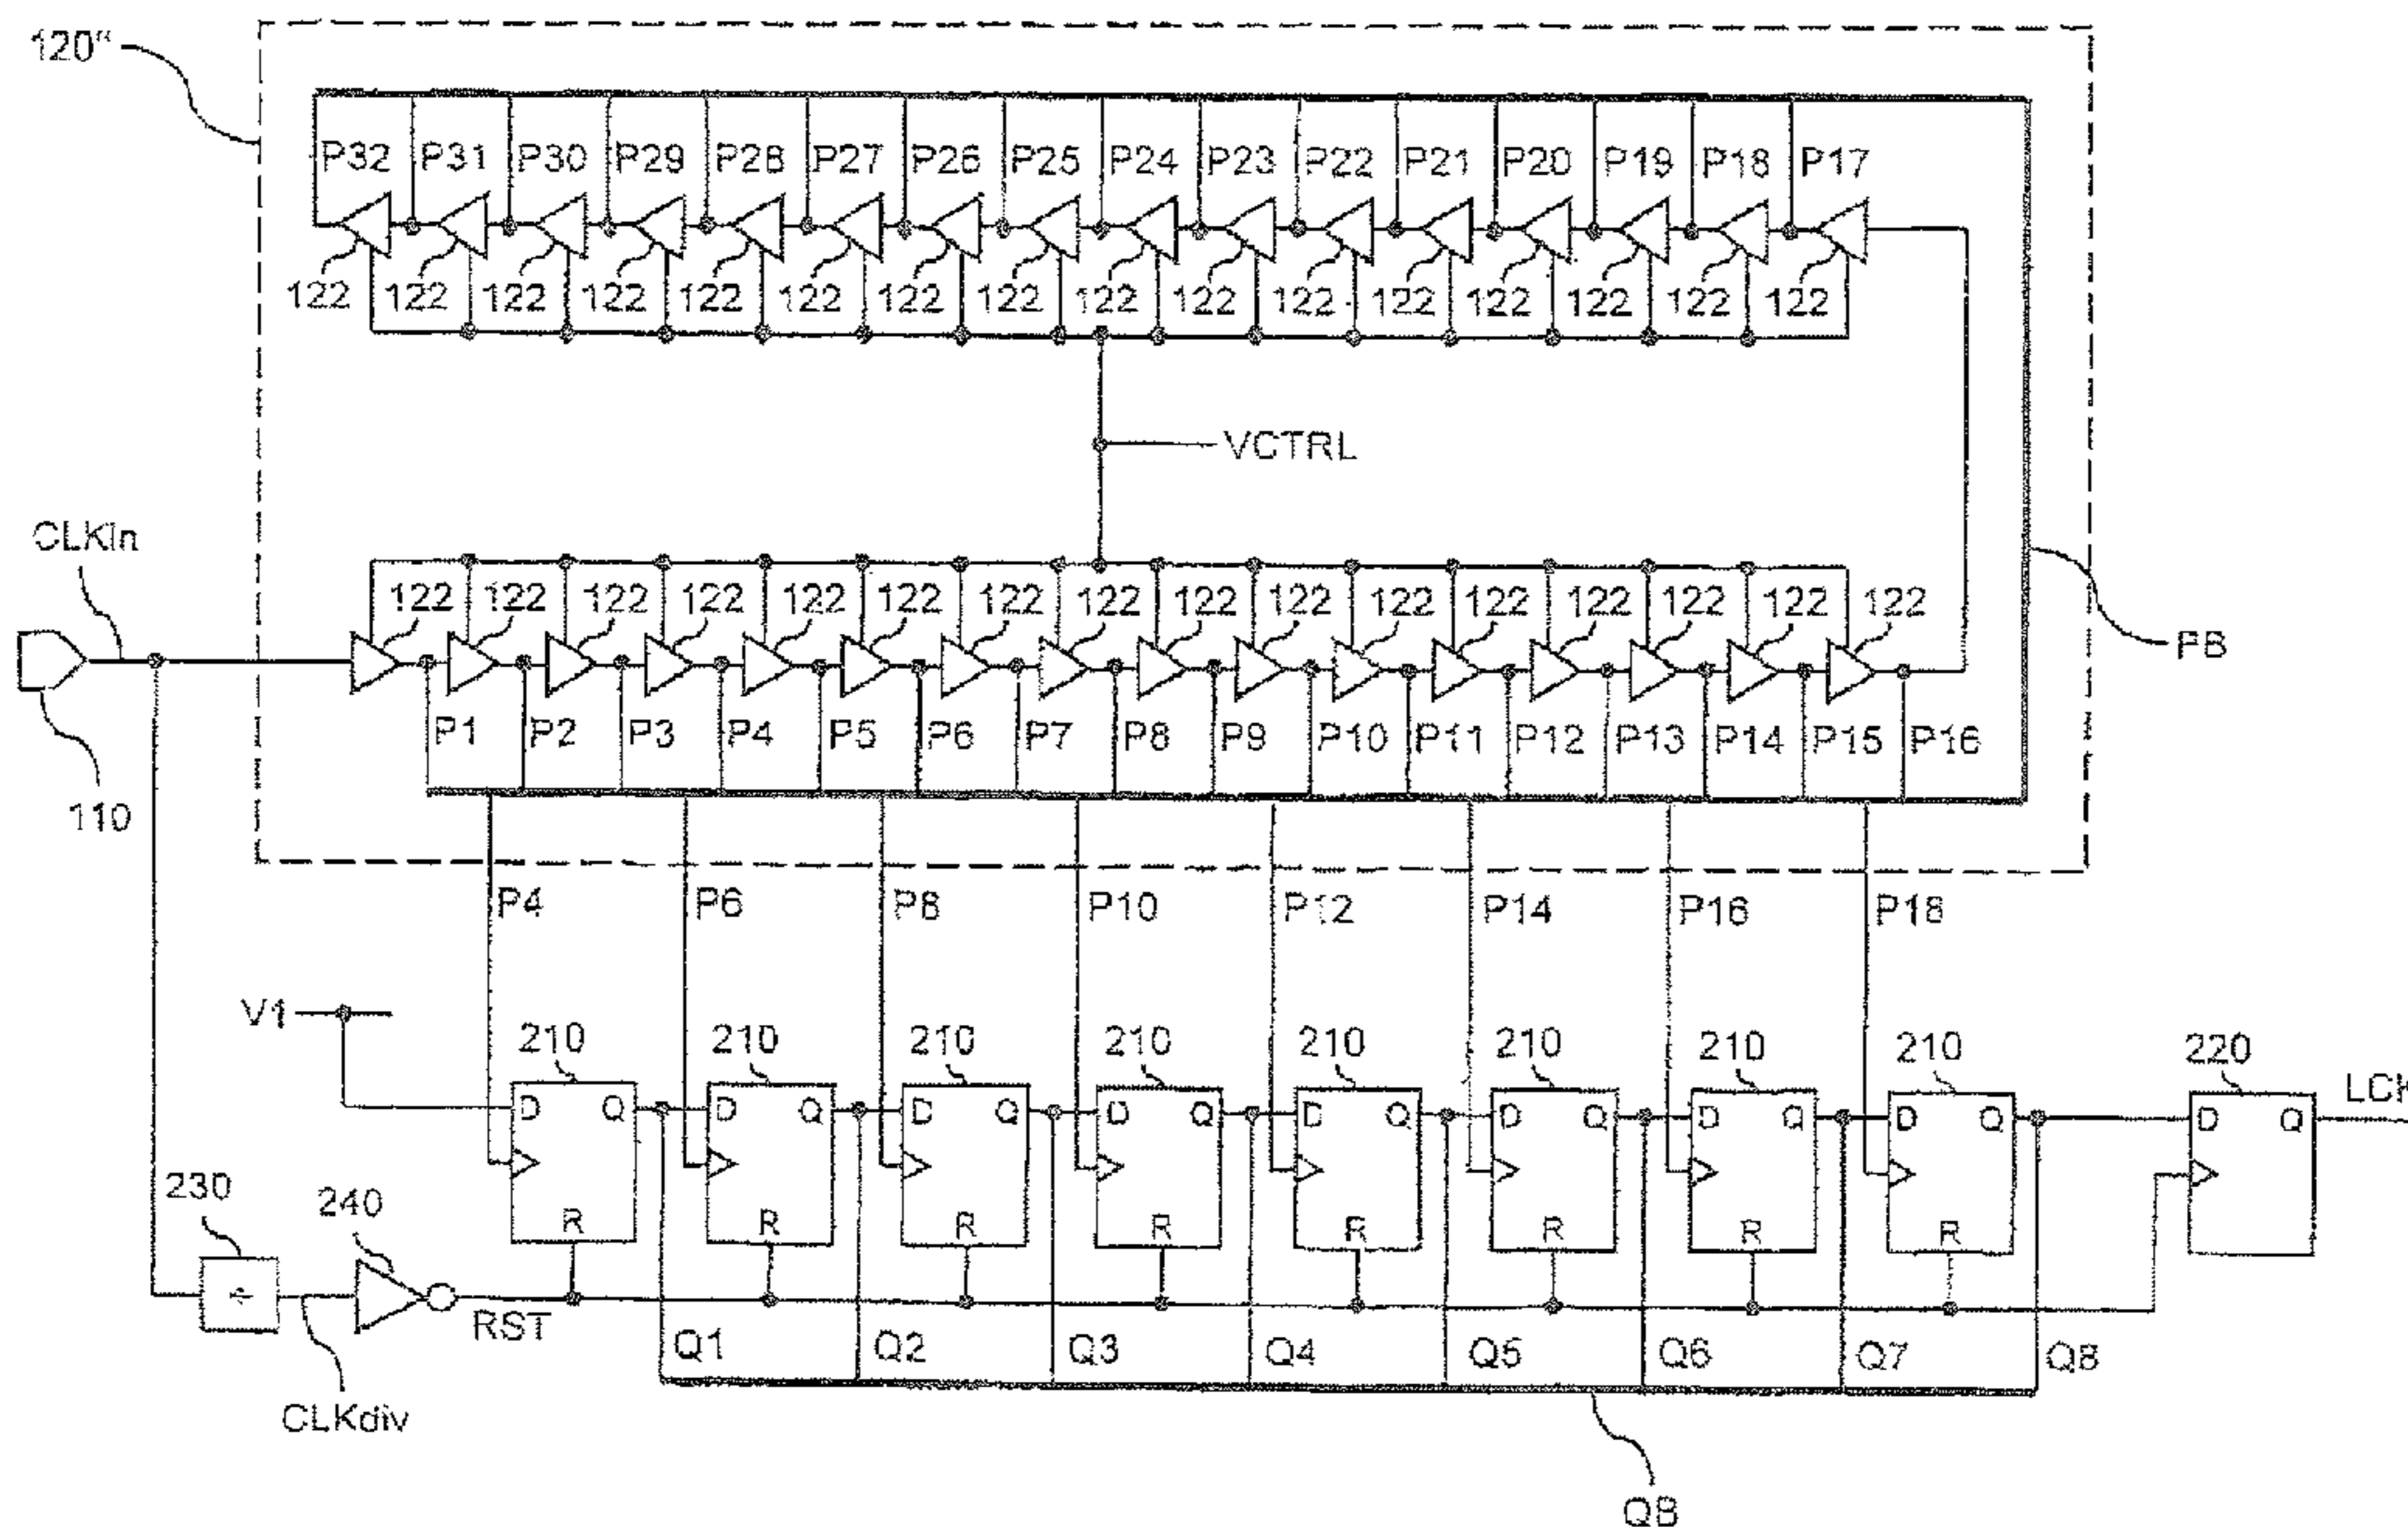 120"
P32 P31 P30 P29 P28 P27 P26 P25 P24 P23 P22 P21 P20 P19 P18 P17
122 122 122 122 122 122 122 122 122 122 122 122 122 122 122 122
VCTRL
CLKin
122 122 122 122 122 122 122 122 122 122 122 122 122 122 122 122
PB
P1 P2 P3 P4 P5 P6 P7 P8 P9 P10 P11 P12 P13 P14 P15 P16
110
P4 P6 P8 P10 P12 P14 P16 P18
V1
210 210 210 210 210 210 210 210 220
LCK
D Q D Q D Q D Q D Q D Q D Q D Q D Q
230 240
R R R R R R R R
÷
RST
Q1 Q2 Q3 Q4 Q5 Q6 Q7 Q8
CLKdiv
QB